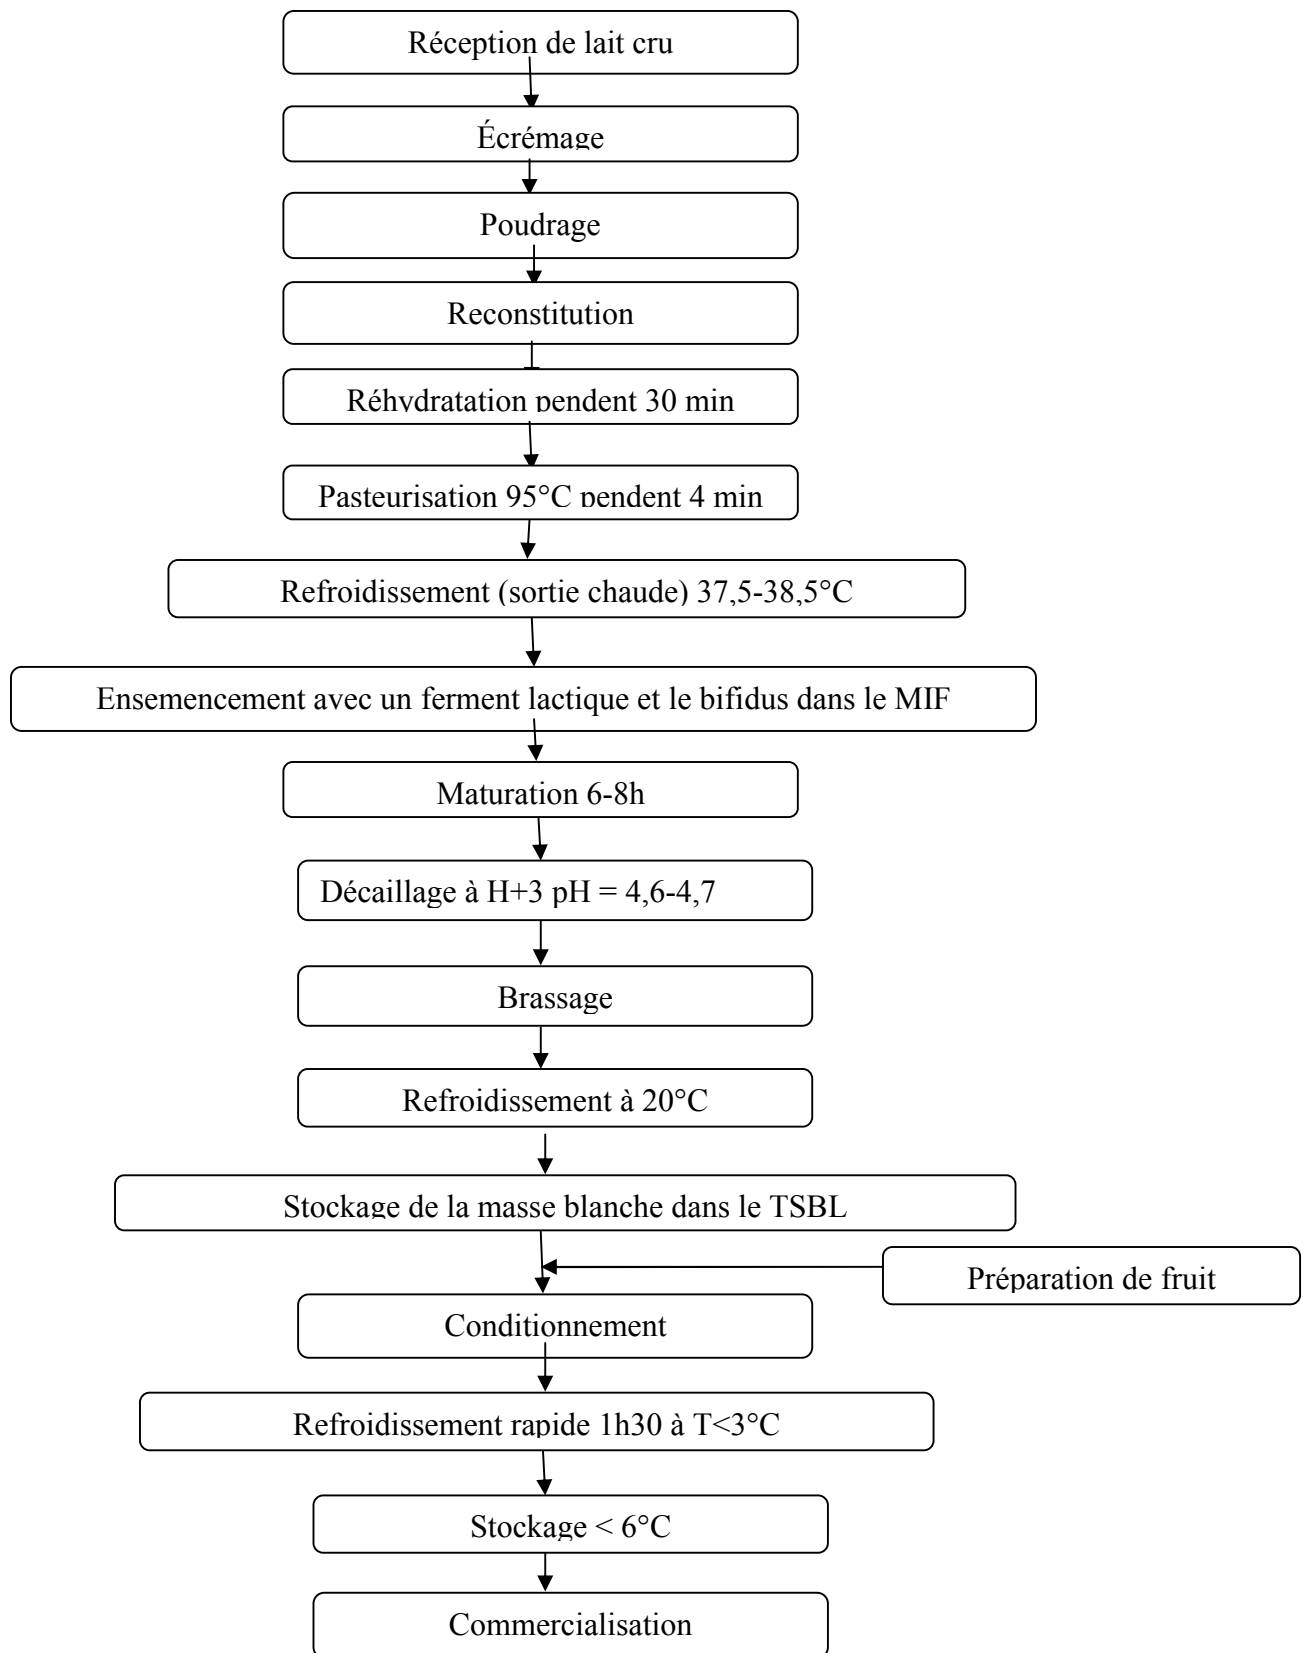 Réception de lait cru
Écrémage
Poudrage
Reconstitution
Réhydratation pendent 30 min
Pasteurisation 95°C pendent 4 min
Refroidissement (sortie chaude) 37,5-38,5°C
Ensemencement avec un ferment lactique et le bifidus dans le MIF
Maturation 6-8h
Décaillage à H+3 pH = 4,6-4,7
Brassage
Refroidissement à 20°C
Stockage de la masse blanche dans le TSBL
Préparation de fruit
Conditionnement
Refroidissement rapide 1h30 à T<3°C
Stockage < 6°C
Commercialisation